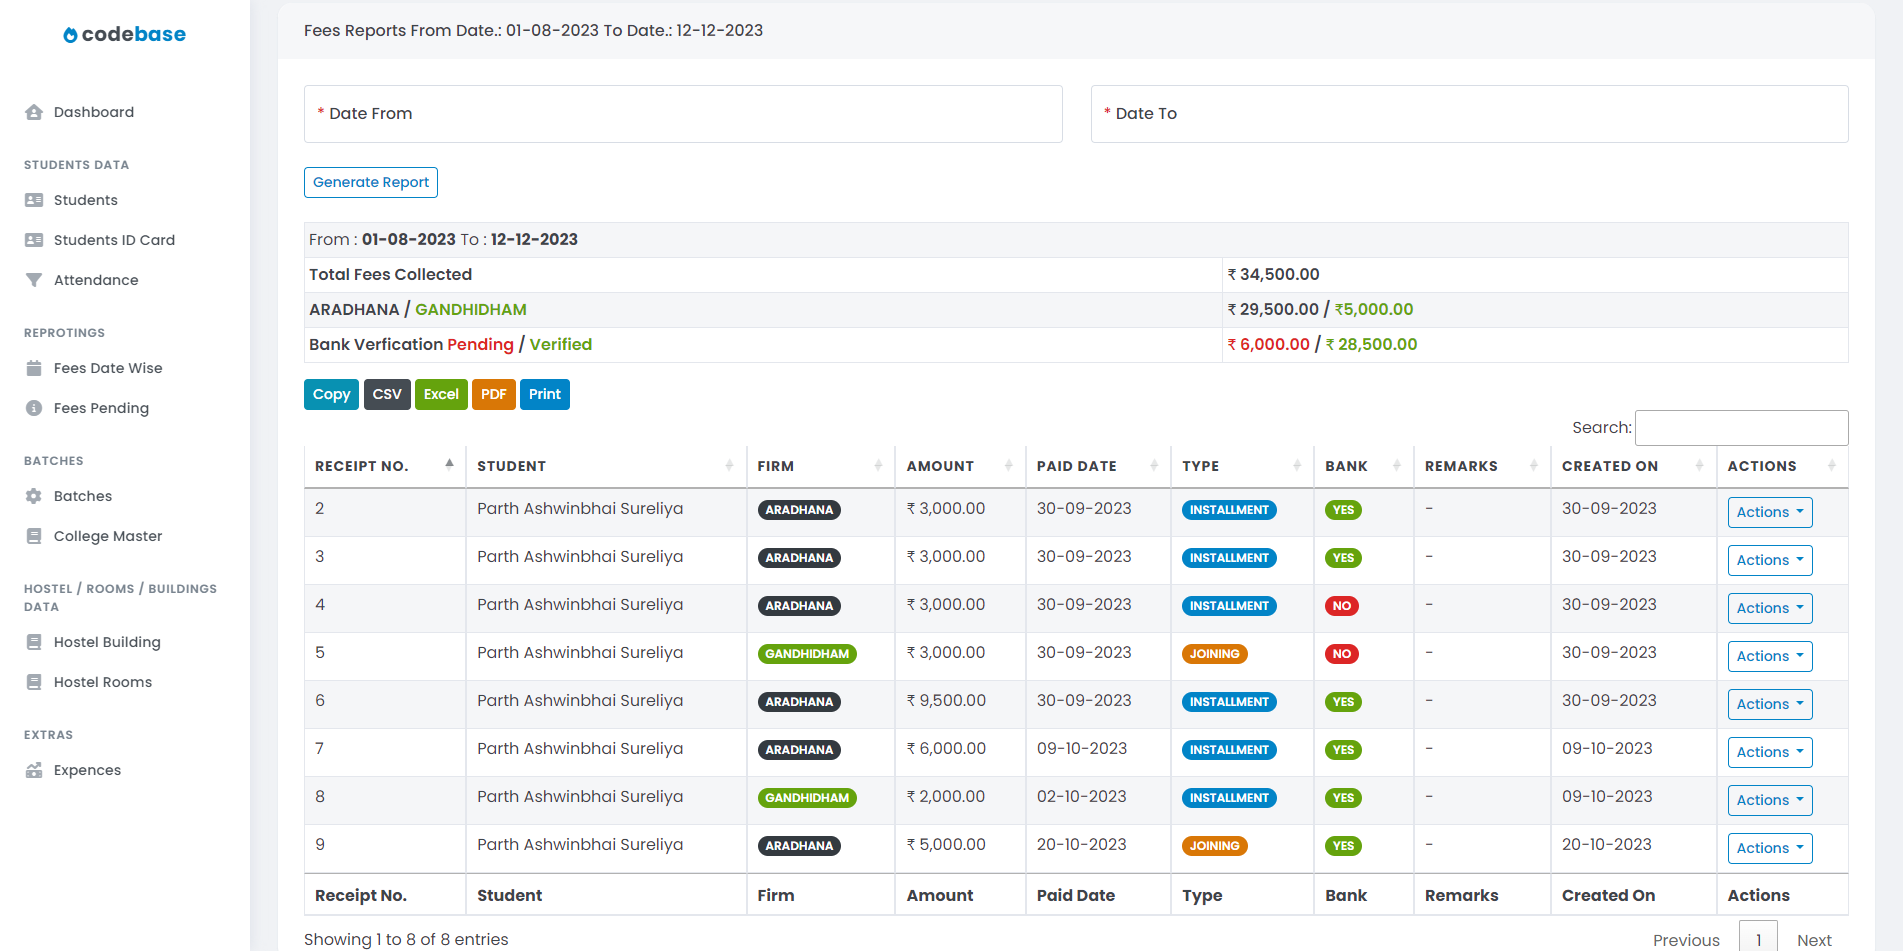 codebase
Dashboard
STUDENTS DATA
Students
Students ID Card
Attendance
REPROTINGS
Fees Date Wise
Fees Pending
BATCHES
Batches
College Master
HOSTEL / ROOMS / BUILDINGS
DATA
Hostel Building
Hostel Rooms
EXTRAS
Expences
Fees Reports From Date.: 01-08-2023 To Date.: 12-12-2023
* Date From * Date To
Generate Report
From : 01-08-2023 To : 12-12-2023
Total Fees Collected ₹ 34,500.00
ARADHANA / GANDHIDHAM ₹ 29,500.00 / ₹5,000.00
Bank Verfication Pending / Verified ₹ 6,000.00 / ₹ 28,500.00
Copy CSV Excel PDF Print
Search:
RECEIPT NO. STUDENT FIRM AMOUNT PAID DATE TYPE BANK REMARKS CREATED ON ACTIONS
2 Parth Ashwinbhai Sureliya ARADHANA ₹ 3,000.00 30-09-2023 INSTALLMENT YES - 30-09-2023 Actions
3 Parth Ashwinbhai Sureliya ARADHANA ₹ 3,000.00 30-09-2023 INSTALLMENT YES - 30-09-2023 Actions
4 Parth Ashwinbhai Sureliya ARADHANA ₹ 3,000.00 30-09-2023 INSTALLMENT NO - 30-09-2023 Actions
5 Parth Ashwinbhai Sureliya GANDHIDHAM ₹ 3,000.00 30-09-2023 JOINING NO - 30-09-2023 Actions
6 Parth Ashwinbhai Sureliya ARADHANA ₹ 9,500.00 30-09-2023 INSTALLMENT YES - 30-09-2023 Actions
7 Parth Ashwinbhai Sureliya ARADHANA ₹ 6,000.00 09-10-2023 INSTALLMENT YES - 09-10-2023 Actions
8 Parth Ashwinbhai Sureliya GANDHIDHAM ₹ 2,000.00 02-10-2023 INSTALLMENT YES - 09-10-2023 Actions
9 Parth Ashwinbhai Sureliya ARADHANA ₹ 5,000.00 20-10-2023 JOINING YES - 20-10-2023 Actions
Receipt No. Student Firm Amount Paid Date Type Bank Remarks Created On Actions
Showing 1 to 8 of 8 entries
Previous 1 Next